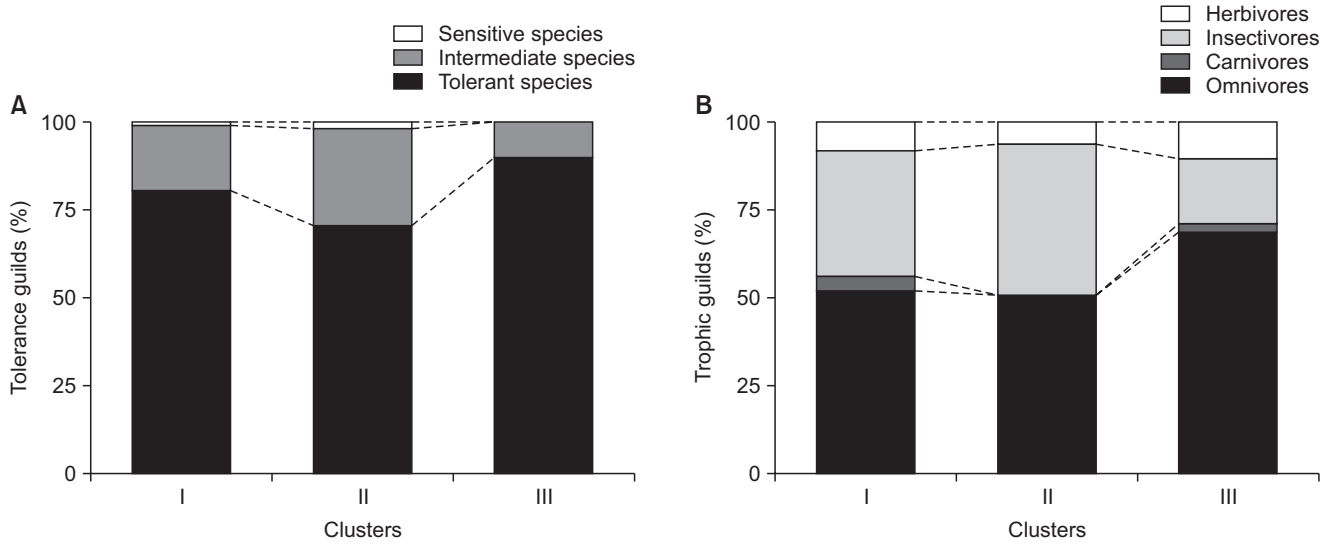 Sensitive species
Intermediate species
Tolerant species
A
100
75
50
25
0
Tolerance guilds (%)
I II III
Clusters
Herbivores
Insectivores
Carnivores
Omnivores
B
100
75
50
25
0
Trophic guilds (%)
I II III
Clusters